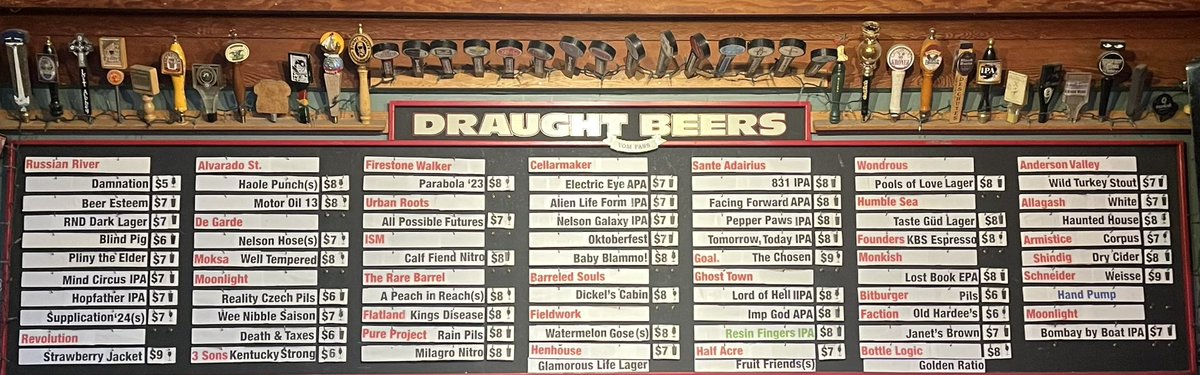 DRAUGHT BEERS
TOM PABS
Russian River
Damnation $5
Beer Esteem $7
RND Dark Lager $7
Blind Pig $6
Pliny the Elder $7
Mind Circus IPA $7
Hopfather IPA $7
Supplication '24(s) $7
Revolution
Strawberry Jacket $9
Alvarado St.
Haole Punch(s) $8
Motor Oil 13 $8
De Garde
Nelson Hose(s) $7
Moksa Well Tempered $8
Moonlight
Reality Czech Pils $6
Wee Nibble Saison $7
Death & Taxes $6
3 Sons Kentucky Strong $6
Firestone Walker
Parabola '23 $8
Urban Roots
All Possible Futures $7
ISM
Calf Fiend Nitro $8
The Rare Barrel
A Peach in Reach(s) $8
Flatland Kings Disease $8
Pure Project Rain Pils $8
Milagro Nitro $8
Cellarmaker
Electric Eye APA $7
Alien Life Form IPA $7
Nelson Galaxy IPA $7
Oktoberfest $7
Baby Blammo! $8
Barreled Souls
Dickel's Cabin $8
Fieldwork
Watermelon Gose(s) $8
Henhouse $7
Glamorous Life Lager
Sante Adairius
831 IPA $8
Facing Forward APA $8
Pepper Paws IPA $8
Tomorrow, Today IPA $8
Goal. The Chosen $9
Ghost Town
Lord of Hell IIPA $8
Imp God APA $8
Resin Fingers IPA $8
Half Acre $7
Fruit Friends(s)
Wondrous
Pools of Love Lager $8
Humble Sea
Taste Güd Lager $8
Founders KBS Espresso $8
Monkish
Lost Book EPA $8
Bitburger Pils $6
Faction Old Hardee's $6
Janet's Brown $7
Bottle Logic $8
Golden Ratio
Anderson Valley
Wild Turkey Stout $7
Allagash White $7
Haunted House $8
Armistice Corpus $7
Shindig Dry Cider $8
Schneider Weisse $9
Hand Pump
Moonlight
Bombay by Boat IPA $7